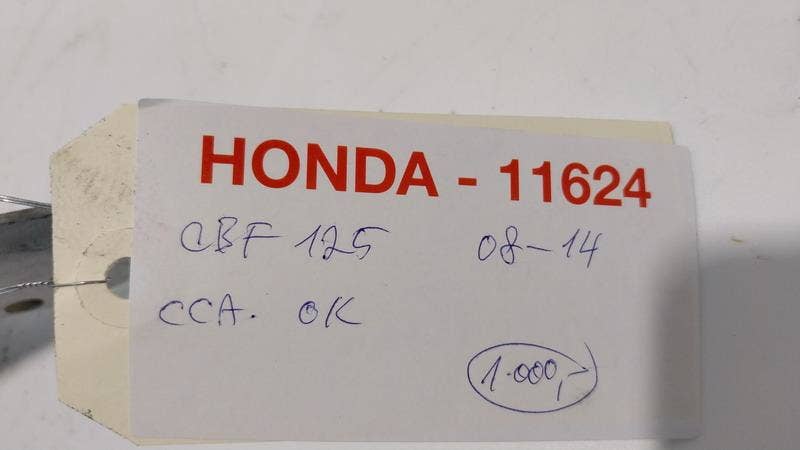 HONDA - 11624
CBF 125 08-14
CCA. OK
1.000,-